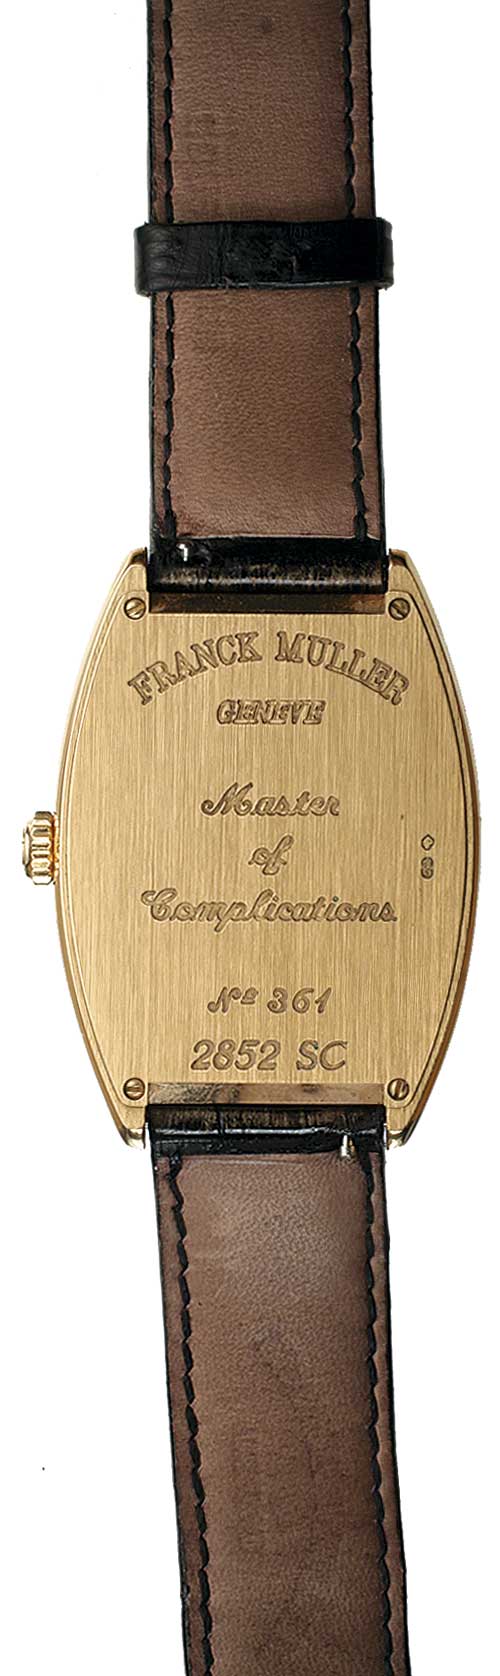 FRANCK MULLER
GENEVE
Master
of
Complications
Nº 361
2852 SC